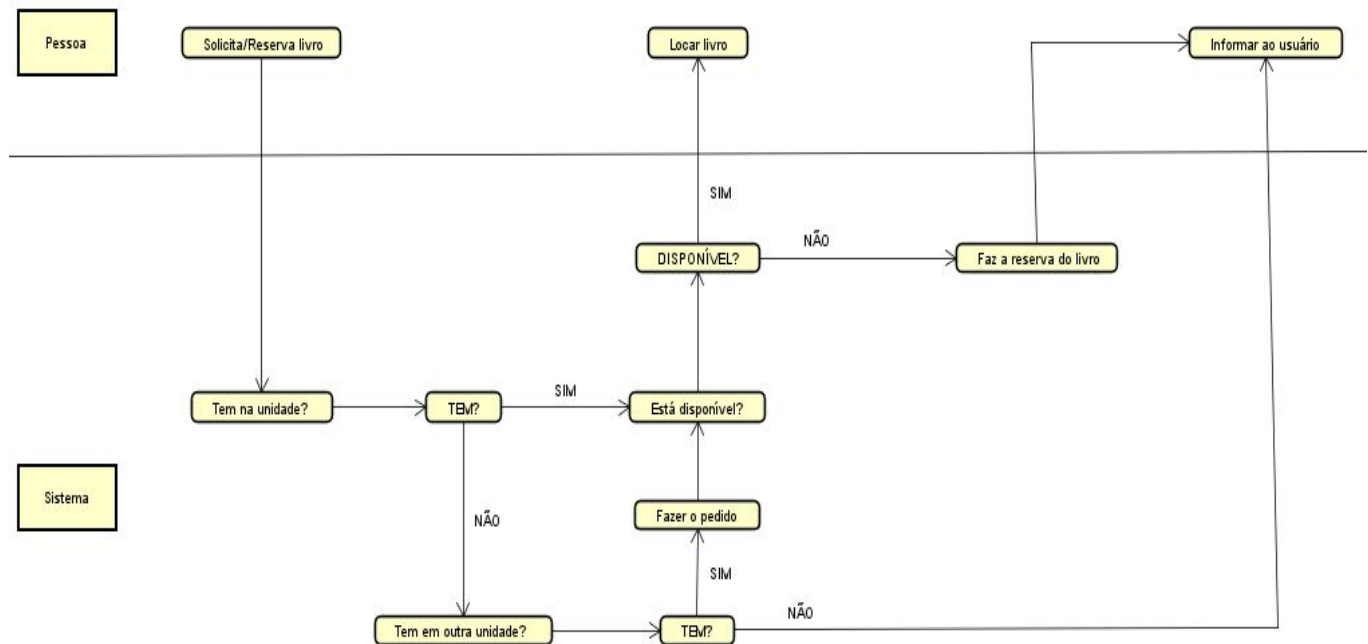 Pessoa
Solicita/Reserva livro
Locar livro
Informar ao usuário
SIM
DISPONÍVEL?
NÃO
Faz a reserva do livro
Tem na unidade?
TEM?
SIM
Está disponível?
Sistema
NÃO
Fazer o pedido
SIM
Tem em outra unidade?
TEM?
NÃO